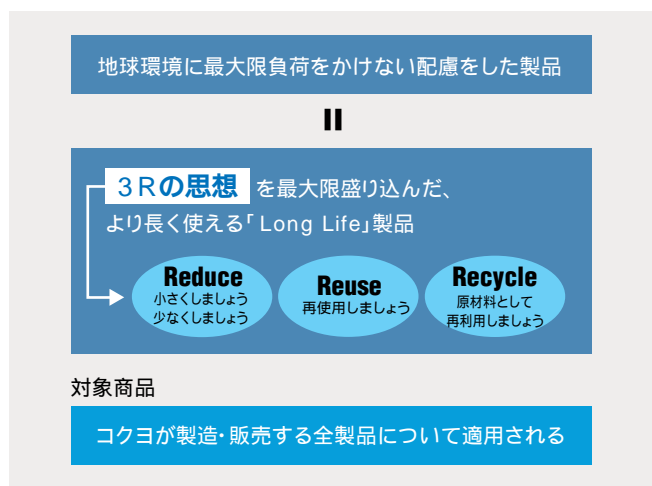 地球環境に最大限負荷をかけない配慮をした製品
=
3Rの思想 を最大限盛り込んだ、
より長く使える「Long Life」製品
Reduce
小さくしましょう
少なくしましょう
Reuse
再使用しましょう
Recycle
原材料として
再利用しましょう
対象商品
コクヨが製造・販売する全製品について適用される